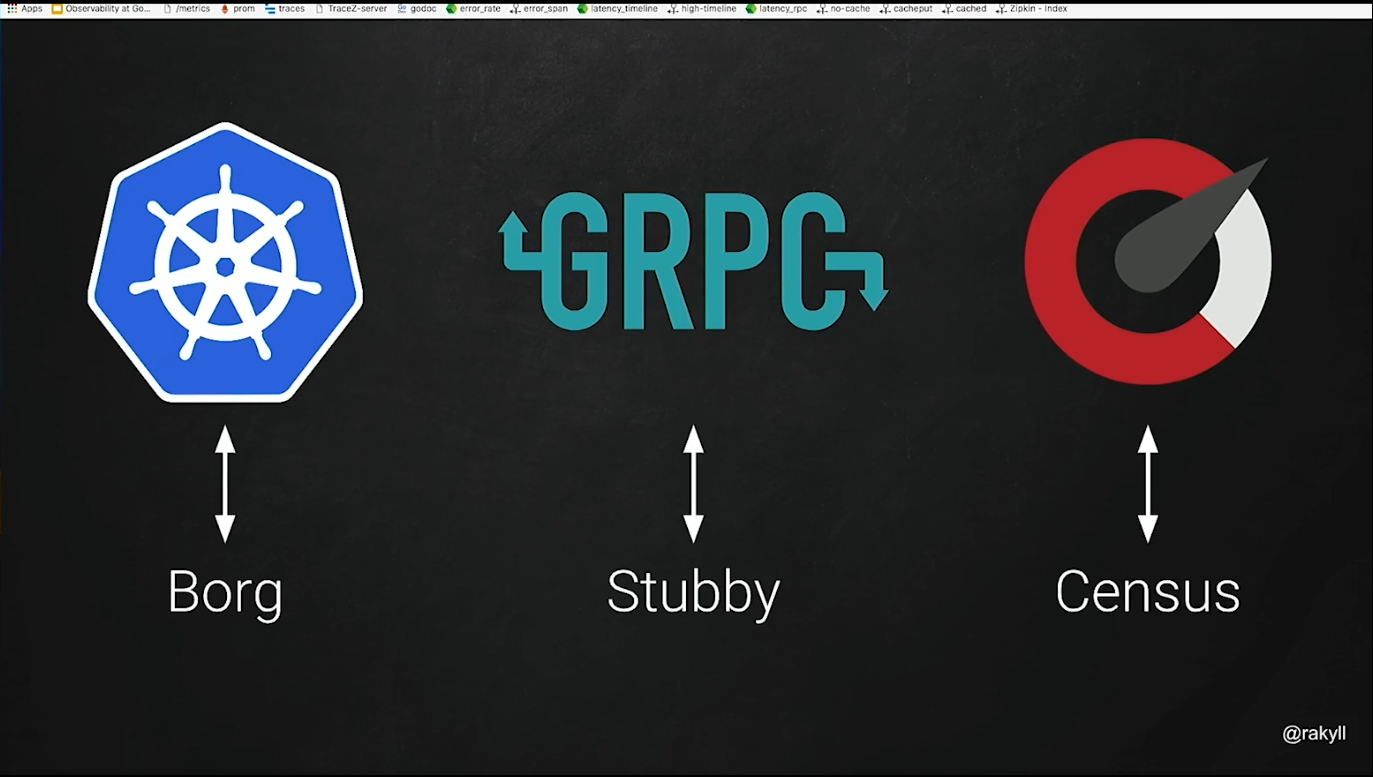 Apps Observability at Go... /metrics prom traces TraceZ-server godoc error_rate error_span latency_timeline high-timeline latency_rpc no-cache cacheput cached Zipkin - Index
GRPC
Borg Stubby Census
@rakyll